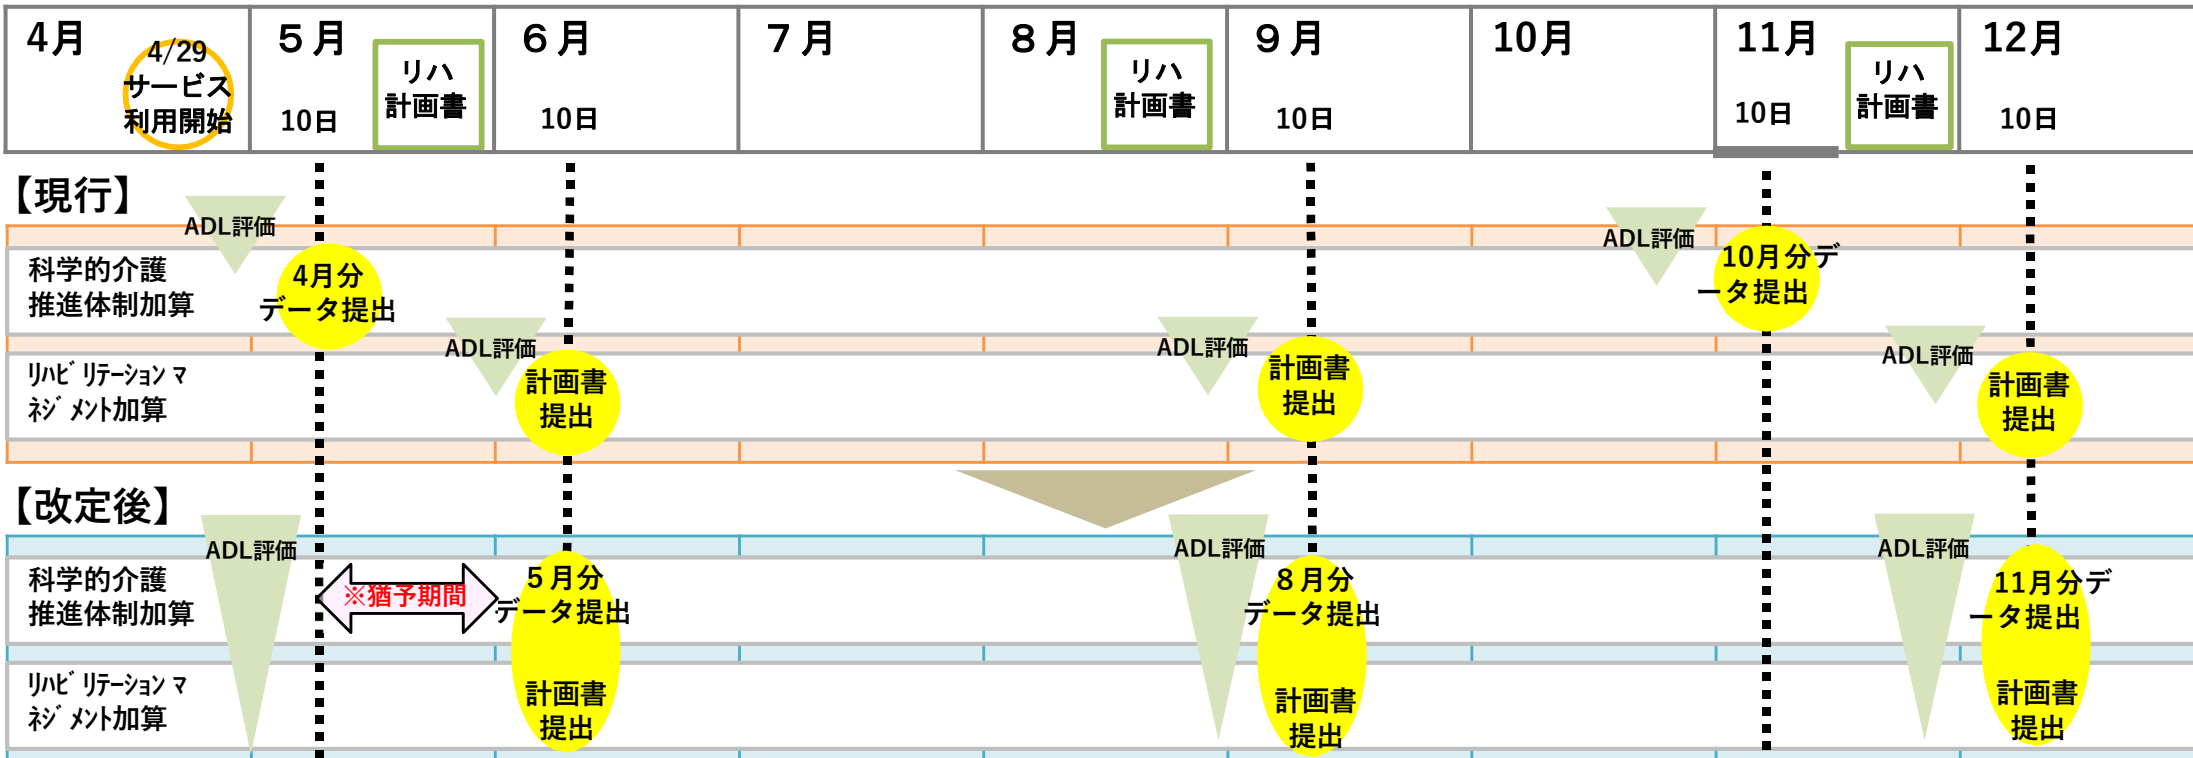 4月
4/29
サービス
利用開始
５月
10日
リハ
計画書
６月
10日
７月
８月
リハ
計画書
９月
10日
10月
11月
10日
リハ
計画書
12月
10日
【現行】
ADL評価
ADL評価
科学的介護
推進体制加算
4月分
データ提出
10月分デ
ータ提出
ADL評価
ADL評価
ADL評価
リハビリテーションマ
ネジメント加算
計画書
提出
計画書
提出
計画書
提出
【改定後】
ADL評価
ADL評価
ADL評価
科学的介護
推進体制加算
※猶予期間
５月分
データ提出
８月分
データ提出
11月分デ
ータ提出
リハビリテーションマ
ネジメント加算
計画書
提出
計画書
提出
計画書
提出